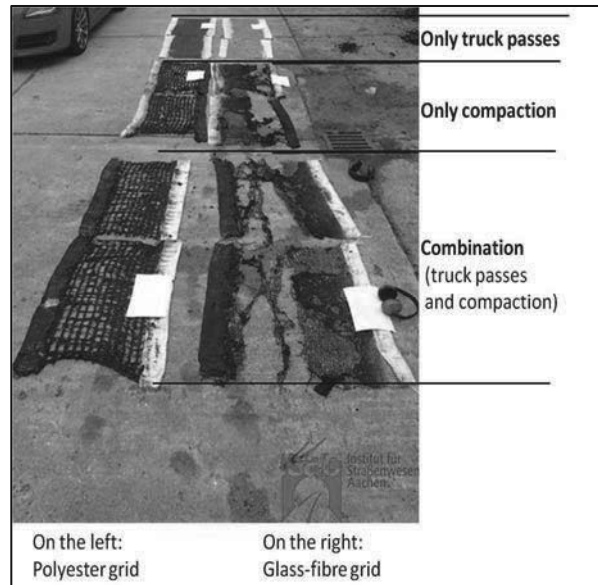 Only truck passes
Only compaction
Combination
(truck passes
and compaction)
Institut für
Straßenwesen
Aachen
On the left:
Polyester grid
On the right:
Glass-fibre grid